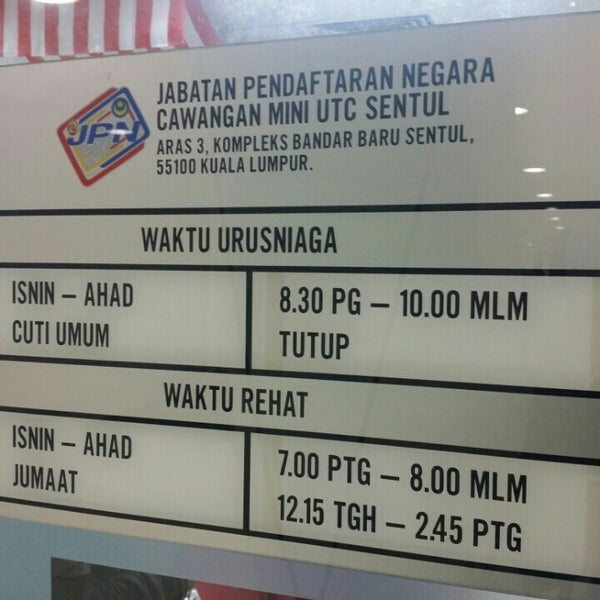 JABATAN PENDAFTARAN NEGARA
CAWANGAN MINI UTC SENTUL
JPN
ARAS 3, KOMPLEKS BANDAR BARU SENTUL,
55100 KUALA LUMPUR.
WAKTU URUSNIAGA
ISNIN – AHAD 8.30 PG – 10.00 MLM
CUTI UMUM TUTUP
WAKTU REHAT
ISNIN – AHAD 7.00 PTG – 8.00 MLM
JUMAAT 12.15 TGH – 2.45 PTG